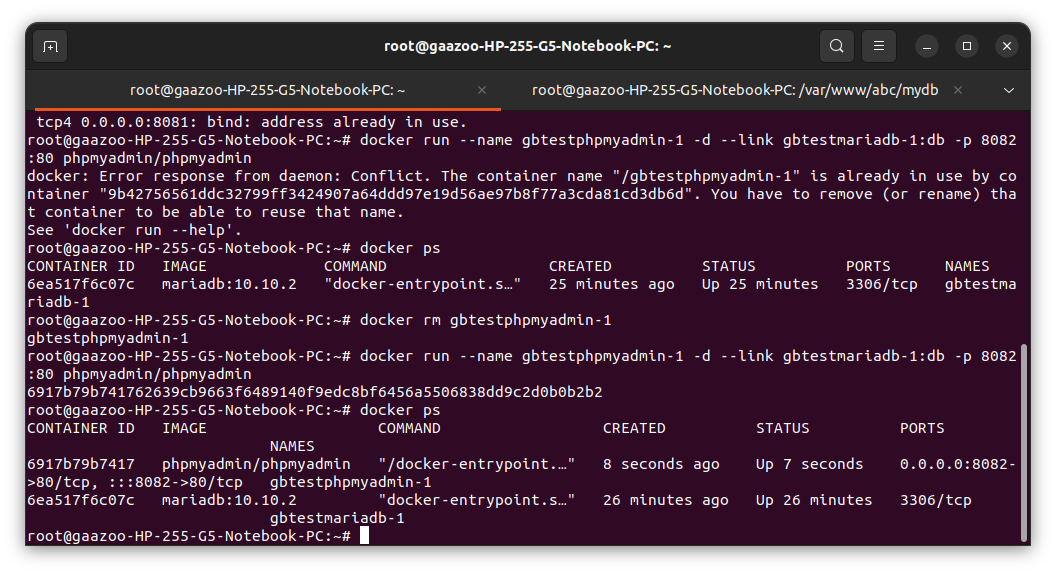 root@gaazoo-HP-255-G5-Notebook-PC: ~
root@gaazoo-HP-255-G5-Notebook-PC: ~
root@gaazoo-HP-255-G5-Notebook-PC: /var/www/abc/mydb
tcp4 0.0.0.0:8081: bind: address already in use.
root@gaazoo-HP-255-G5-Notebook-PC:~# docker run --name gbtestphpmyadmin-1 -d --link gbtestmariadb-1:db -p 8082
:80 phpmyadmin/phpmyadmin
docker: Error response from daemon: Conflict. The container name "/gbtestphpmyadmin-1" is already in use by co
ntainer "9b42756561ddc32799ff3424907a64ddd97e19d56ae97b8f77a3cda81cd3db6d". You have to remove (or rename) tha
t container to be able to reuse that name.
See 'docker run --help'.
root@gaazoo-HP-255-G5-Notebook-PC:~# docker ps
CONTAINER ID   IMAGE             COMMAND                  CREATED          STATUS          PORTS      NAMES
6ea517f6c07c   mariadb:10.10.2   "docker-entrypoint.s…"   25 minutes ago   Up 25 minutes   3306/tcp   gbtestma
riadb-1
root@gaazoo-HP-255-G5-Notebook-PC:~# docker rm gbtestphpmyadmin-1
gbtestphpmyadmin-1
root@gaazoo-HP-255-G5-Notebook-PC:~# docker run --name gbtestphpmyadmin-1 -d --link gbtestmariadb-1:db -p 8082
:80 phpmyadmin/phpmyadmin
6917b79b741762639cb9663f6489140f9edc8bf6456a5506838dd9c2d0b0b2b2
root@gaazoo-HP-255-G5-Notebook-PC:~# docker ps
CONTAINER ID   IMAGE                   COMMAND                  CREATED          STATUS          PORTS
                           NAMES
6917b79b7417   phpmyadmin/phpmyadmin   "/docker-entrypoint.…"   8 seconds ago    Up 7 seconds    0.0.0.0:8082-
>80/tcp, :::8082->80/tcp   gbtestphpmyadmin-1
6ea517f6c07c   mariadb:10.10.2         "docker-entrypoint.s…"   26 minutes ago   Up 26 minutes   3306/tcp
                           gbtestmariadb-1
root@gaazoo-HP-255-G5-Notebook-PC:~#